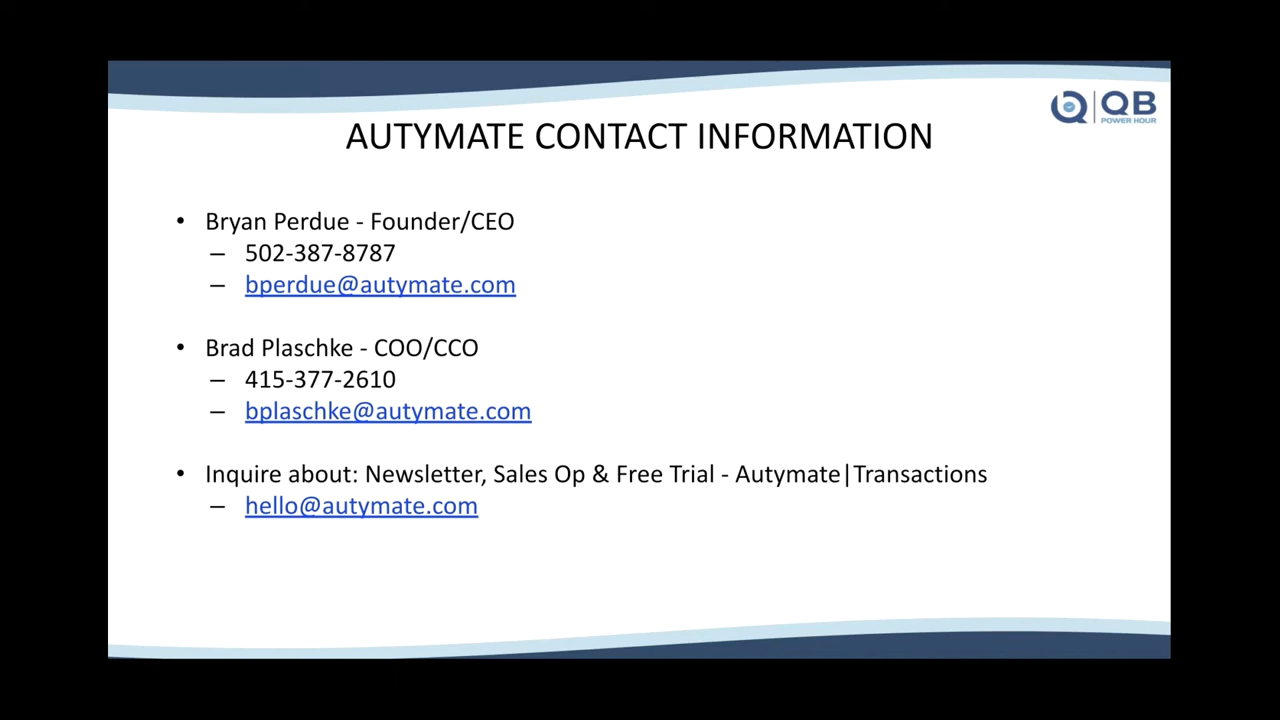 QB
POWER HOUR
AUTYMATE CONTACT INFORMATION
• Bryan Perdue - Founder/CEO
– 502-387-8787
– bperdue@autymate.com
• Brad Plaschke - COO/CCO
– 415-377-2610
– bplaschke@autymate.com
• Inquire about: Newsletter, Sales Op & Free Trial - Autymate|Transactions
– hello@autymate.com